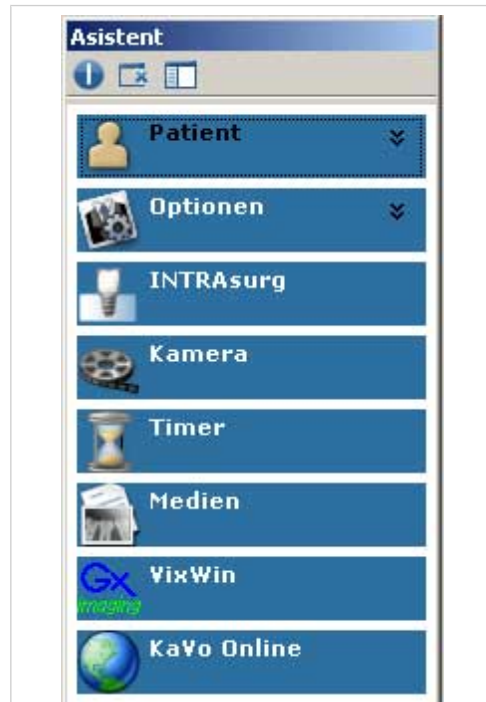 Asistent
Patient
Optionen
INTRAsurg
Kamera
Timer
Medien
Gx
imaging
VixWin
KaVo Online